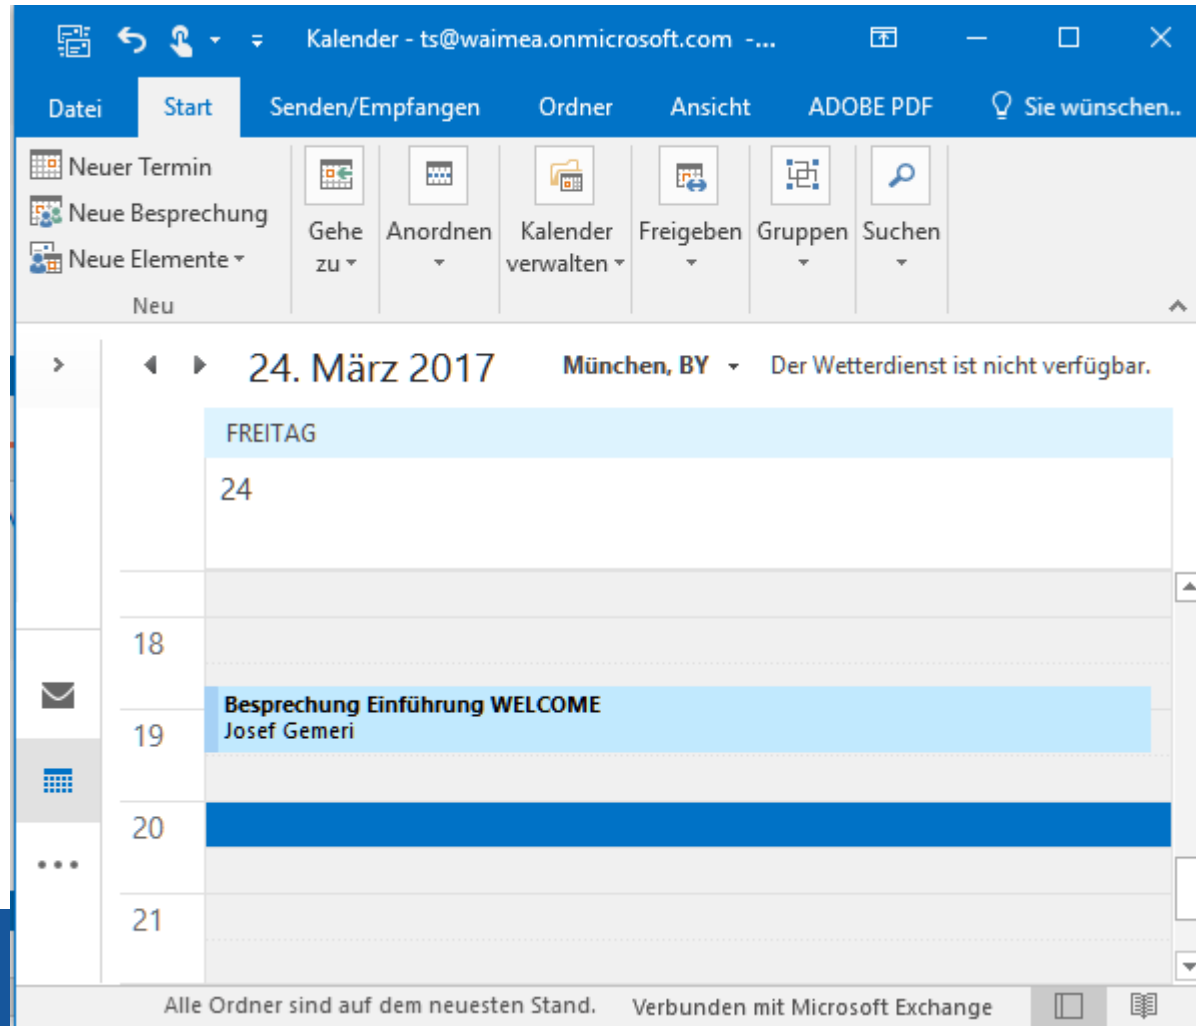 Kalender - ts@waimea.onmicrosoft.com -...
Datei Start Senden/Empfangen Ordner Ansicht ADOBE PDF Sie wünschen..
Neuer Termin
Neue Besprechung
Neue Elemente
Neu
Gehe zu
Anordnen
Kalender verwalten
Freigeben
Gruppen
Suchen
24. März 2017 München, BY Der Wetterdienst ist nicht verfügbar.
FREITAG
24
18
Besprechung Einführung WELCOME
Josef Gemeri
19
20
21
Alle Ordner sind auf dem neuesten Stand. Verbunden mit Microsoft Exchange